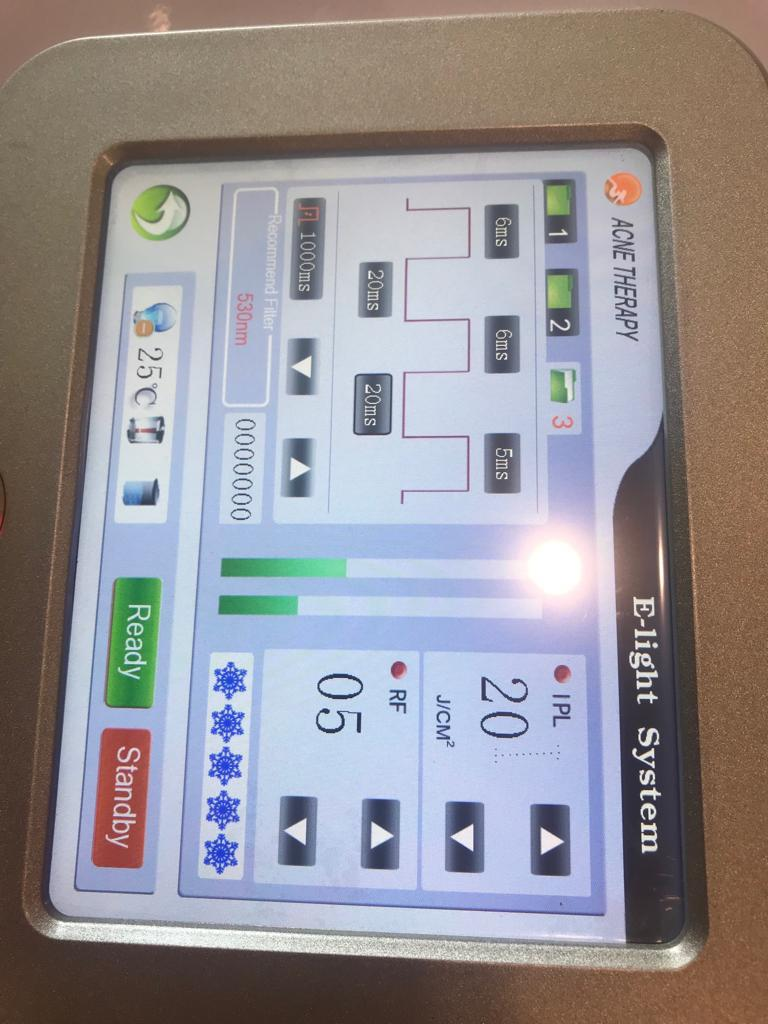 ACNE THERAPY
E-light System
1 2 3
6ms 6ms 5ms
20ms 20ms
1000ms
Recommend Filter
530nm
0000000
IPL
20
J/CM²
RF
05
25℃
Ready
Standby